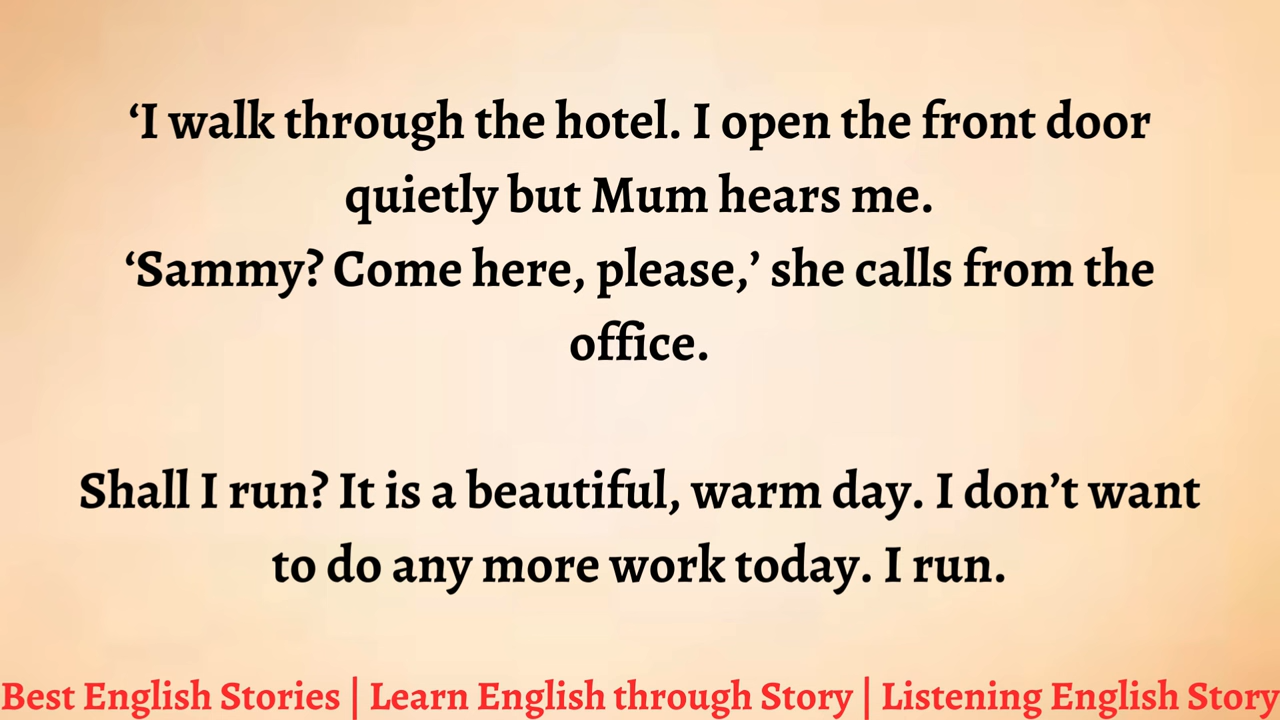 ‘I walk through the hotel. I open the front door
quietly but Mum hears me.
‘Sammy? Come here, please,’ she calls from the
office.
Shall I run? It is a beautiful, warm day. I don’t want
to do any more work today. I run.
Best English Stories | Learn English through Story | Listening English Story